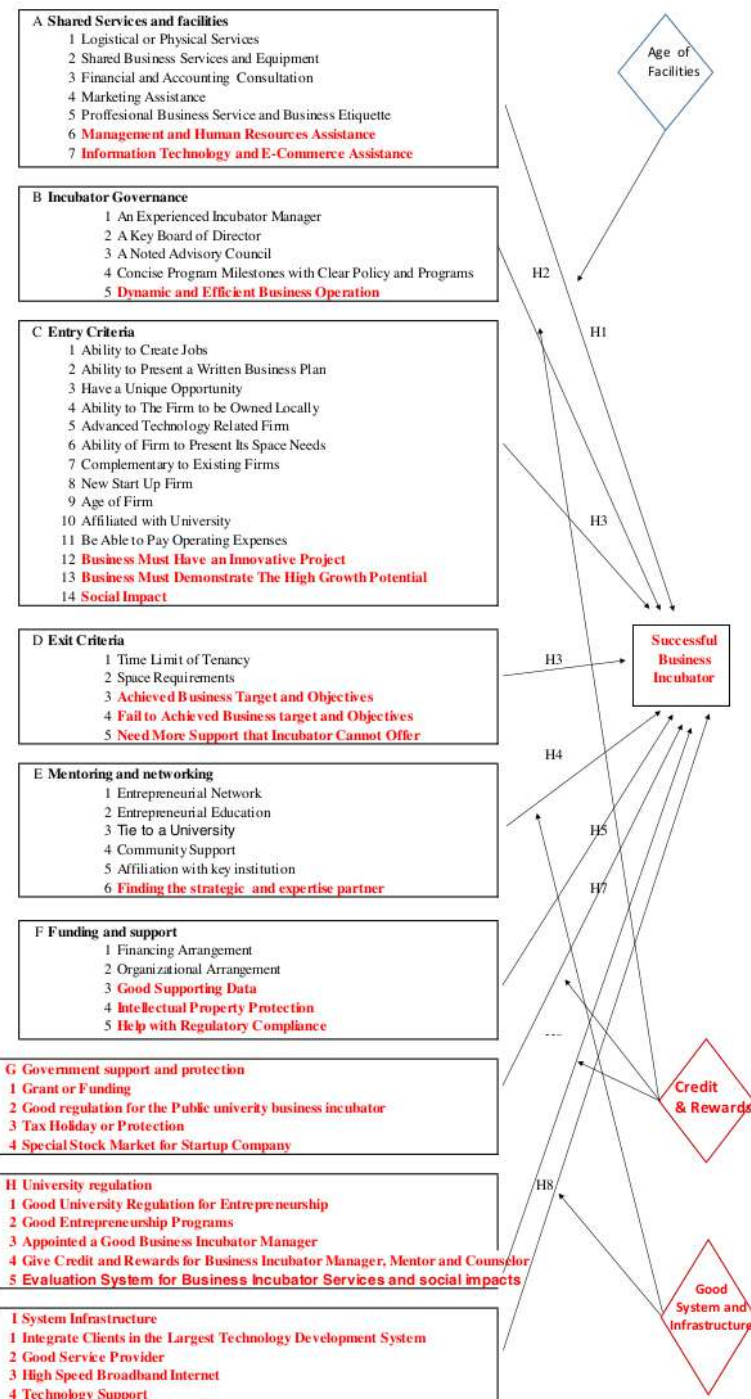 A Shared Services and facilities
1 Logistical or Physical Services
2 Shared Business Services and Equipment
3 Financial and Accounting Consultation
4 Marketing Assistance
5 Proffesional Business Service and Business Etiquette
6 Management and Human Resources Assistance
7 Information Technology and E-Commerce Assistance
B Incubator Governance
1 An Experienced Incubator Manager
2 A Key Board of Director
3 A Noted Advisory Council
4 Concise Program Milestones with Clear Policy and Programs
5 Dynamic and Efficient Business Operation
C Entry Criteria
1 Ability to Create Jobs
2 Ability to Present a Written Business Plan
3 Have a Unique Opportunity
4 Ability to The Firm to be Owned Locally
5 Advanced Technology Related Firm
6 Ability of Firm to Present Its Space Needs
7 Complementary to Existing Firms
8 New Start Up Firm
9 Age of Firm
10 Affiliated with University
11 Be Able to Pay Operating Expenses
12 Business Must Have an Innovative Project
13 Business Must Demonstrate The High Growth Potential
14 Social Impact
D Exit Criteria
1 Time Limit of Tenancy
2 Space Requirements
3 Achieved Business Target and Objectives
4 Fail to Achieved Business target and Objectives
5 Need More Support that Incubator Cannot Offer
E Mentoring and networking
1 Entrepreneurial Network
2 Entrepreneurial Education
3 Tie to a University
4 Community Support
5 Affiliation with key institution
6 Finding the strategic and expertise partner
F Funding and support
1 Financing Arrangement
2 Organizational Arrangement
3 Good Supporting Data
4 Intellectual Property Protection
5 Help with Regulatory Compliance
G Government support and protection
1 Grant or Funding
2 Good regulation for the Public univerity business incubator
3 Tax Holiday or Protection
4 Special Stock Market for Startup Company
H University regulation
1 Good University Regulation for Entrepreneurship
2 Good Entrepreneurship Programs
3 Appointed a Good Business Incubator Manager
4 Give Credit and Rewards for Business Incubator Manager, Mentor and Counselor
5 Evaluation System for Business Incubator Services and social impacts
I System Infrastructure
1 Integrate Clients in the Largest Technology Development System
2 Good Service Provider
3 High Speed Broadband Internet
4 Technology Support
Age of
Facilities
H2
H1
H3
H3
H4
H5
H7
H8
Successful
Business
Incubator
Credit
& Rewards
Good
System and
Infrastructure